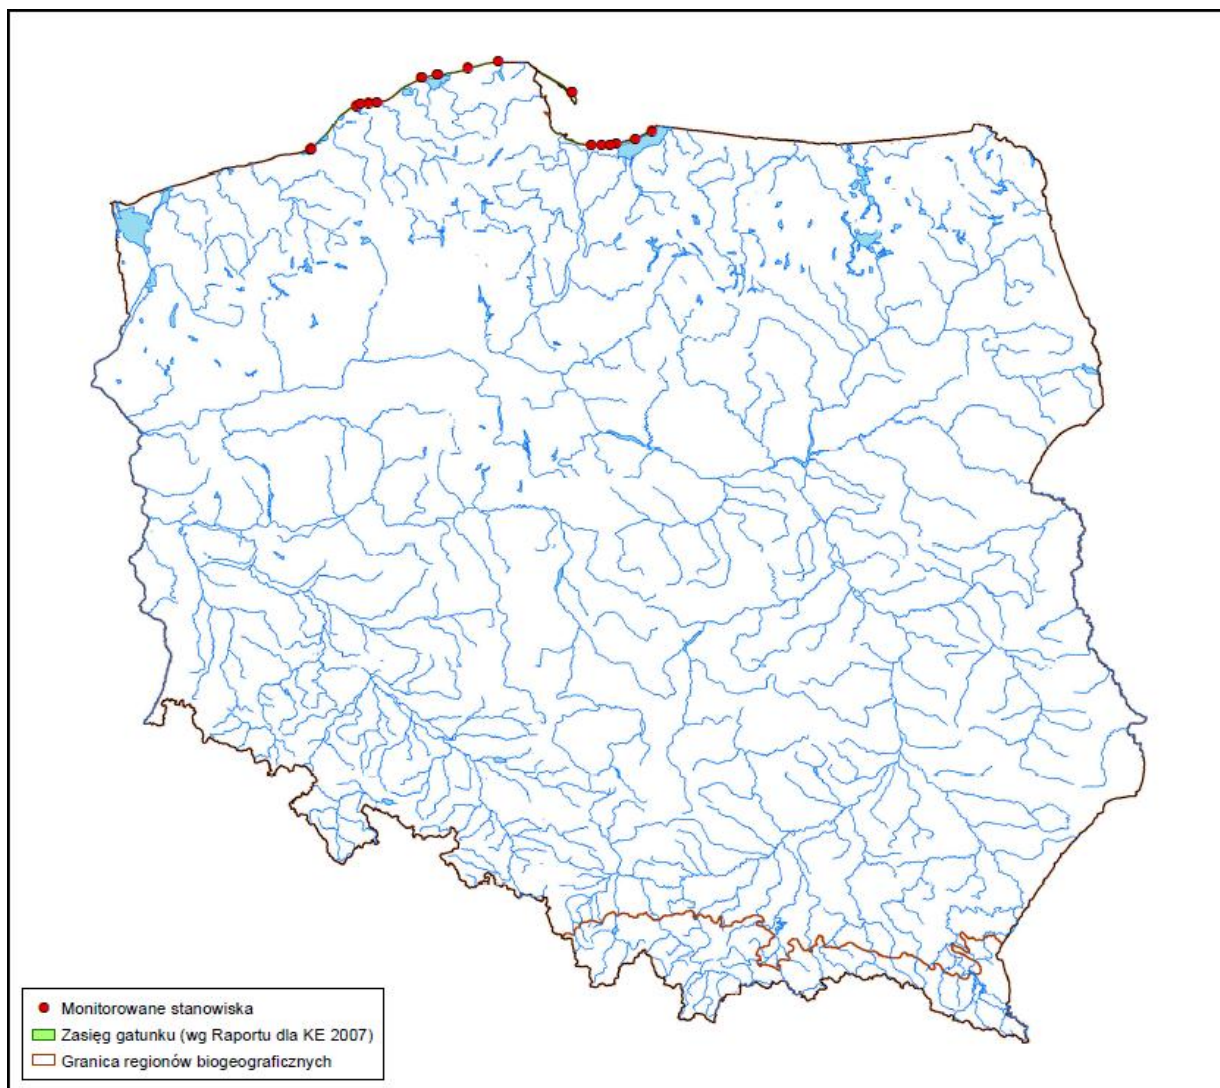 Monitorowane stanowiska
Zasięg gatunku (wg Raportu dla KE 2007)
Granica regionów biogeograficznych